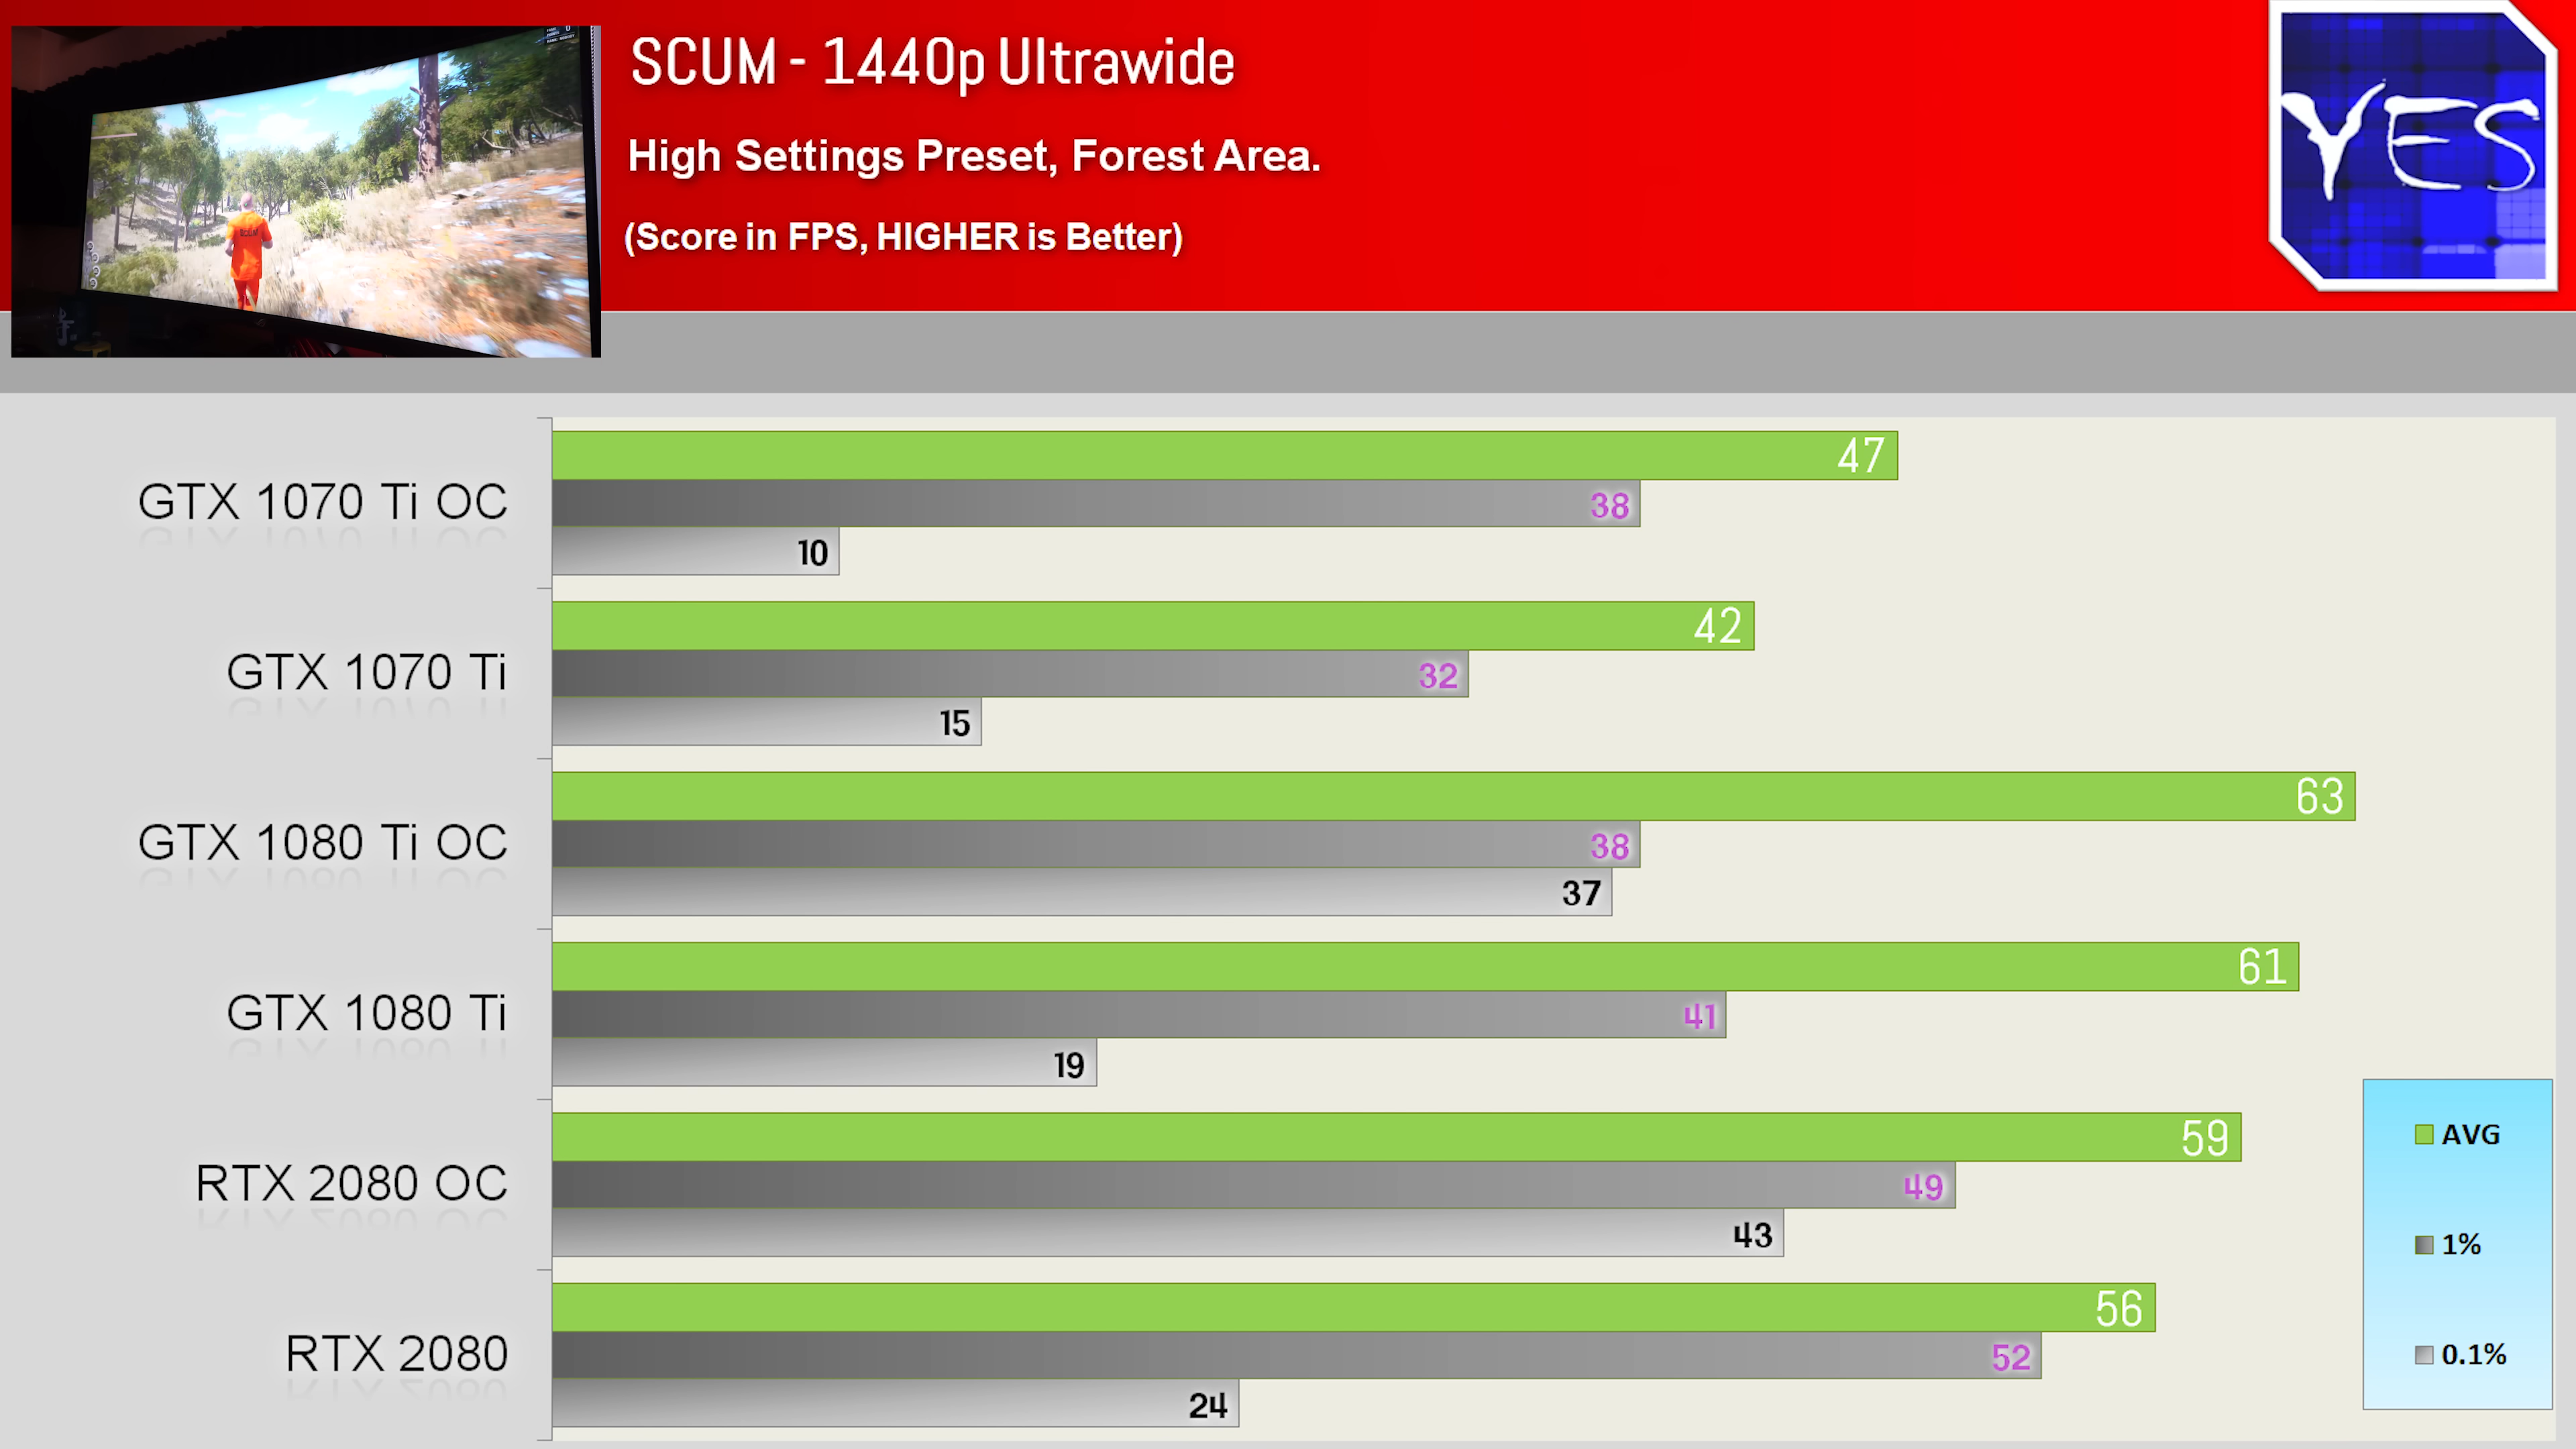 SCUM - 1440p Ultrawide
High Settings Preset, Forest Area.
(Score in FPS, HIGHER is Better)
YES
SCUM
GTX 1070 Ti OC
47
38
10
GTX 1070 Ti
42
32
15
GTX 1080 Ti OC
63
38
37
GTX 1080 Ti
61
41
19
RTX 2080 OC
59
49
43
RTX 2080
56
52
24
AVG
1%
0.1%